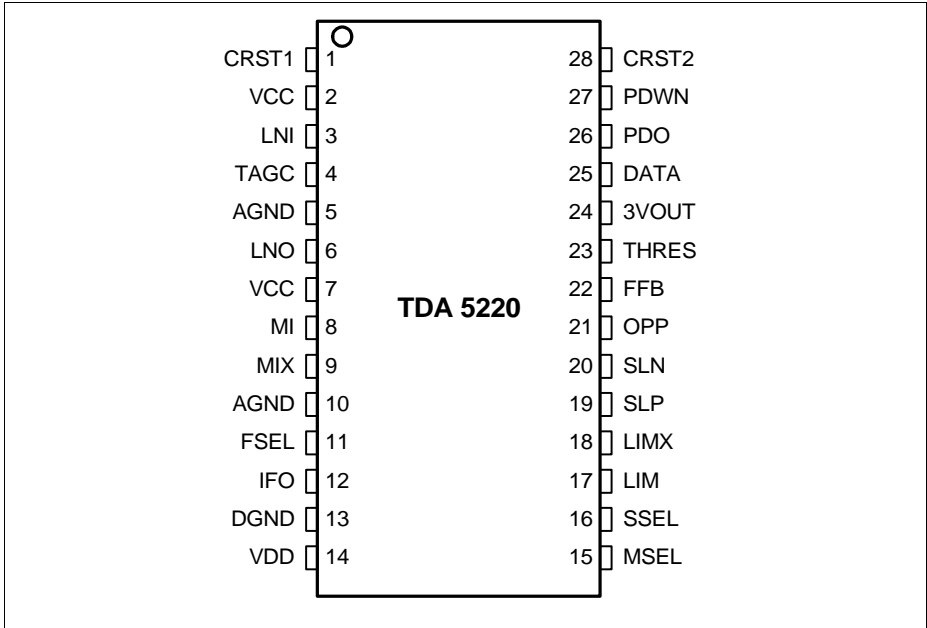 CRST1 1 28 CRST2
VCC 2 27 PDWN
LNI 3 26 PDO
TAGC 4 25 DATA
AGND 5 24 3VOUT
LNO 6 23 THRES
VCC 7 22 FFB
TDA 5220
MI 8 21 OPP
MIX 9 20 SLN
AGND 10 19 SLP
FSEL 11 18 LIMX
IFO 12 17 LIM
DGND 13 16 SSEL
VDD 14 15 MSEL